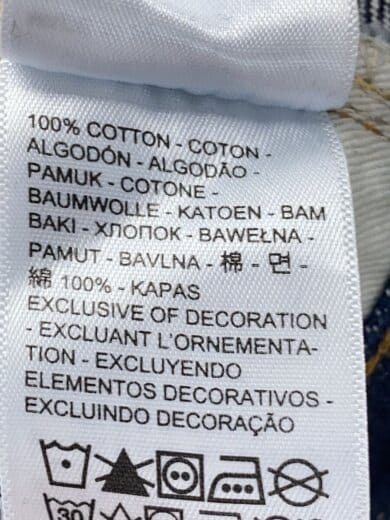 100% COTTON - COTON -
ALGODÓN - ALGODÃO -
PAMUK - COTONE -
BAUMWOLLE - KATOEN - BAM
BAKI - ХЛОПОК - BAWEŁNA -
PAMUT - BAVLNA - 棉 - 면 -
綿 100% - KAPAS
EXCLUSIVE OF DECORATION
- EXCLUANT L'ORNEMENTA-
TION - EXCLUYENDO
ELEMENTOS DECORATIVOS -
EXCLUINDO DECORAÇÃO
30